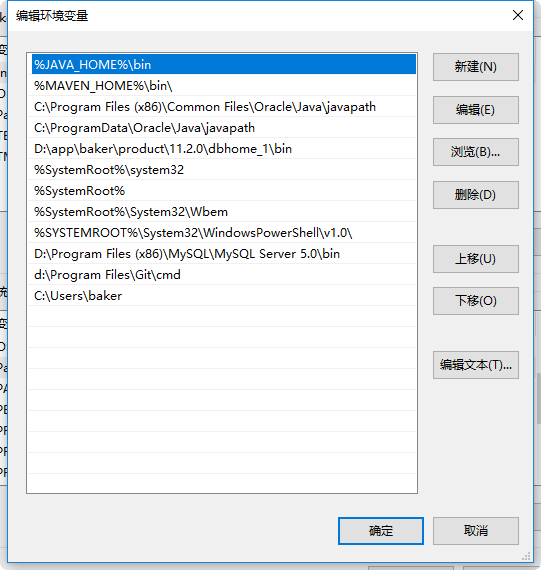 编辑环境变量
%JAVA_HOME%\bin
%MAVEN_HOME%\bin\
C:\Program Files (x86)\Common Files\Oracle\Java\javapath
C:\ProgramData\Oracle\Java\javapath
D:\app\baker\product\11.2.0\dbhome_1\bin
%SystemRoot%\system32
%SystemRoot%
%SystemRoot%\System32\Wbem
%SYSTEMROOT%\System32\WindowsPowerShell\v1.0\
D:\Program Files (x86)\MySQL\MySQL Server 5.0\bin
d:\Program Files\Git\cmd
C:\Users\baker
新建(N)
编辑(E)
浏览(B)...
删除(D)
上移(U)
下移(O)
编辑文本(T)...
确定
取消